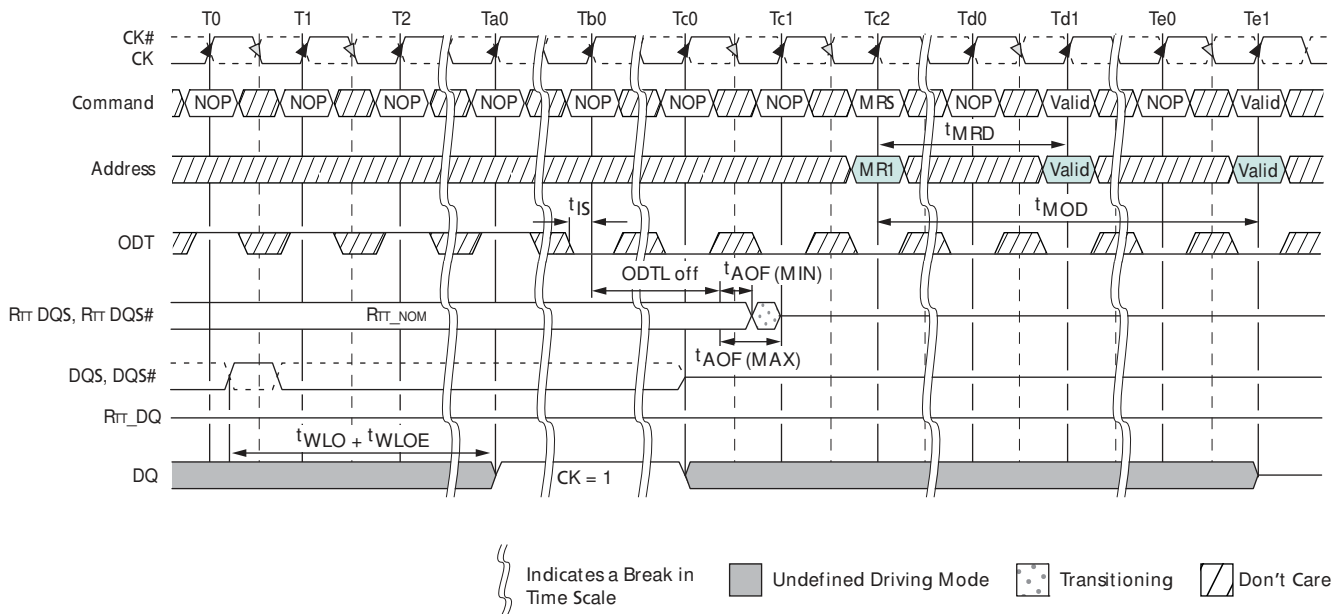 T0 T1 T2 Ta0 Tb0 Tc0 Tc1 Tc2 Td0 Td1 Te0 Te1
CK#
CK
Command NOP NOP NOP NOP NOP NOP NOP MRS NOP Valid NOP Valid
tMRD
Address MR1 Valid Valid
tIS tMOD
ODT
ODTL off tAOF (MIN)
RTT DQS, RTT DQS# RTT_NOM
tAOF (MAX)
DQS, DQS#
RTT_DQ
tWLO + tWLOE
DQ CK = 1
Indicates a Break in
Time Scale
Undefined Driving Mode
Transitioning
Don't Care